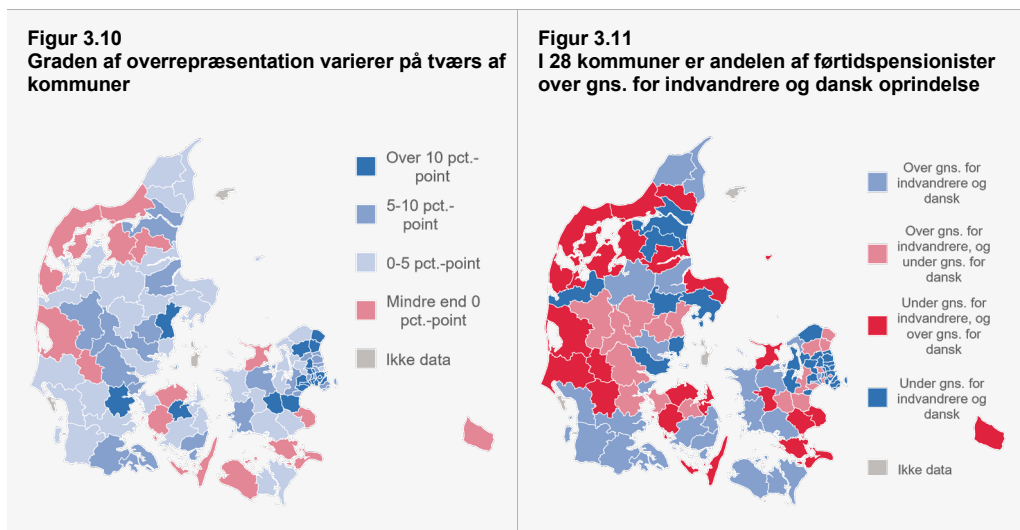 Figur 3.10
Graden af overrepræsentation varierer på tværs af
kommuner
Over 10 pct.-
point
5-10 pct.-
point
0-5 pct.-point
Mindre end 0
pct.-point
Ikke data
Figur 3.11
I 28 kommuner er andelen af førtidspensionister
over gns. for indvandrere og dansk oprindelse
Over gns. for
indvandrere og
dansk
Over gns. for
indvandrere, og
under gns. for
dansk
Under gns. for
indvandrere, og
over gns. for
dansk
Under gns. for
indvandrere og
dansk
Ikke data